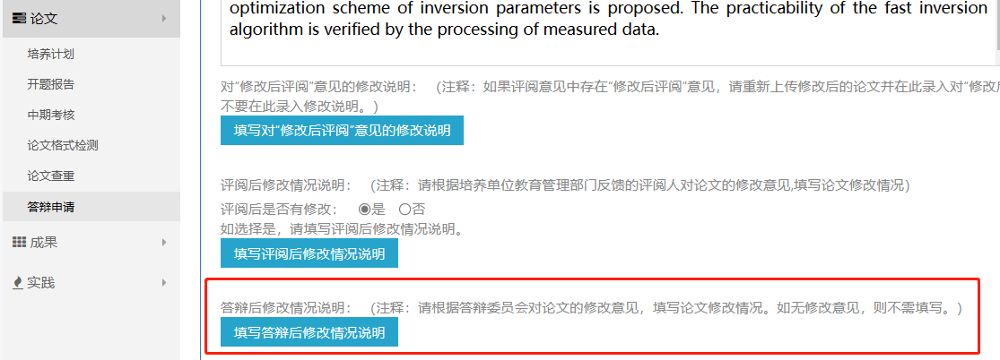 论文
培养计划
开题报告
中期考核
论文格式检测
论文查重
答辩申请
成果
实践
optimization scheme of inversion parameters is proposed. The practicability of the fast inversion
algorithm is verified by the processing of measured data.
对“修改后评阅”意见的修改说明： （注释：如果评阅意见中存在“修改后评阅”意见，请重新上传修改后的论文并在此录入对“修改后
不要在此录入修改说明。）
填写对“修改后评阅”意见的修改说明
评阅后修改情况说明： （注释：请根据培养单位教育管理部门反馈的评阅人对论文的修改意见,填写论文修改情况）
评阅后是否有修改： 是 否
如选择是，请填写评阅后修改情况说明。
填写评阅后修改情况说明
答辩后修改情况说明： （注释：请根据答辩委员会对论文的修改意见，填写论文修改情况。如无修改意见，则不需填写。）
填写答辩后修改情况说明